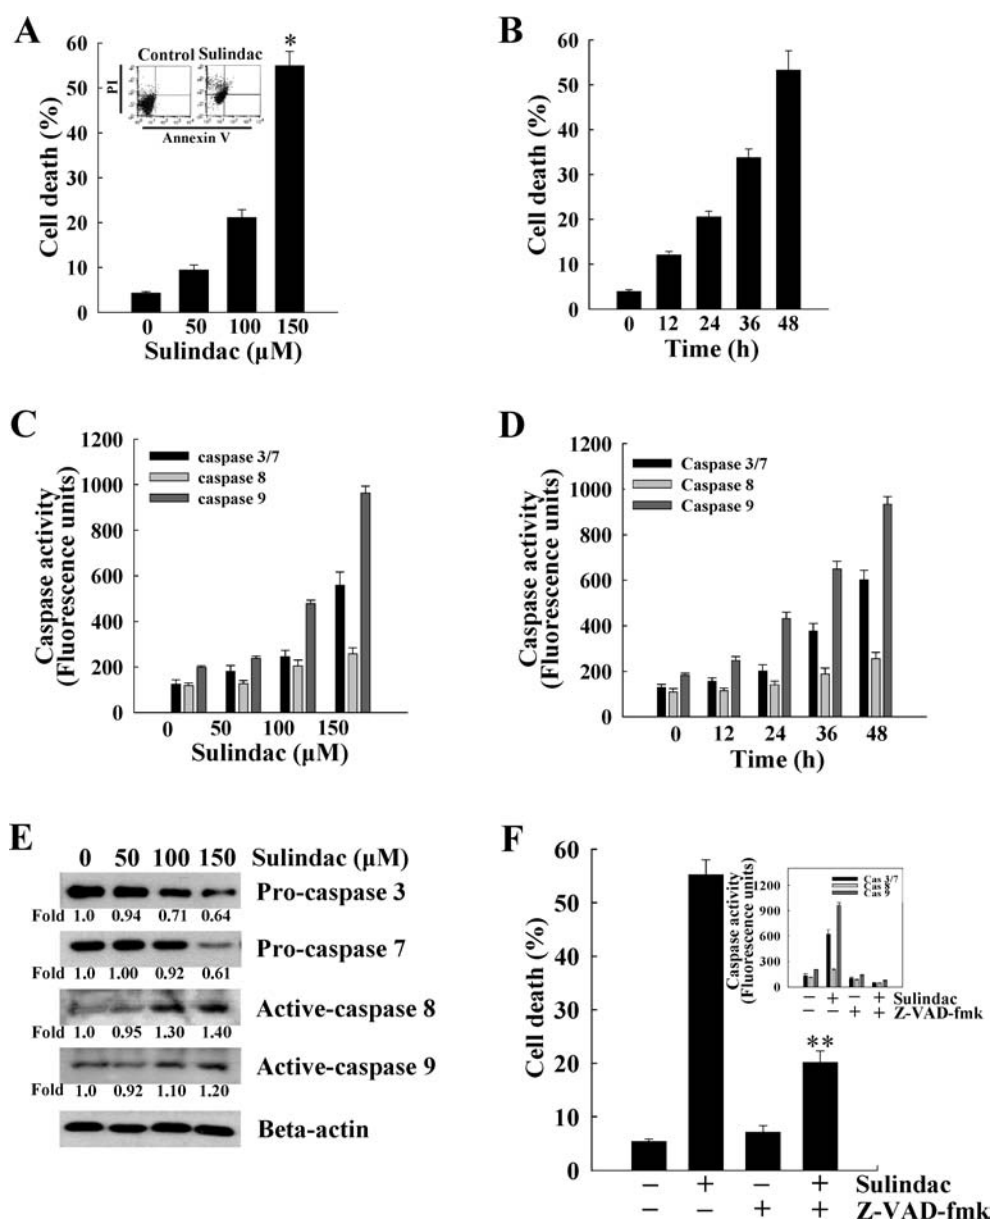 A
Control Sulindac
PI
Annexin V
Cell death (%)
60
50
40
30
20
10
0
0 50 100 150
Sulindac (µM)
*
B
Cell death (%)
60
50
40
30
20
10
0
0 12 24 36 48
Time (h)
C
Caspase activity
(Fluorescence units)
1200
1000
800
600
400
200
0
caspase 3/7
caspase 8
caspase 9
0 50 100 150
Sulindac (µM)
D
Caspase activity
(Fluorescence units)
1200
1000
800
600
400
200
0
Caspase 3/7
Caspase 8
Caspase 9
0 12 24 36 48
Time (h)
E
0 50 100 150 Sulindac (µM)
Pro-caspase 3
Fold 1.0 0.94 0.71 0.64
Pro-caspase 7
Fold 1.0 1.00 0.92 0.61
Active-caspase 8
Fold 1.0 0.95 1.30 1.40
Active-caspase 9
Fold 1.0 0.92 1.10 1.20
Beta-actin
F
Cell death (%)
60
50
40
30
20
10
0
**
Caspase activity
(Fluorescence units)
1200
900
600
300
0
Cas 3/7
Cas 8
Cas 9
− + − + Sulindac
− − + + Z-VAD-fmk
− + − + Sulindac
− − + + Z-VAD-fmk